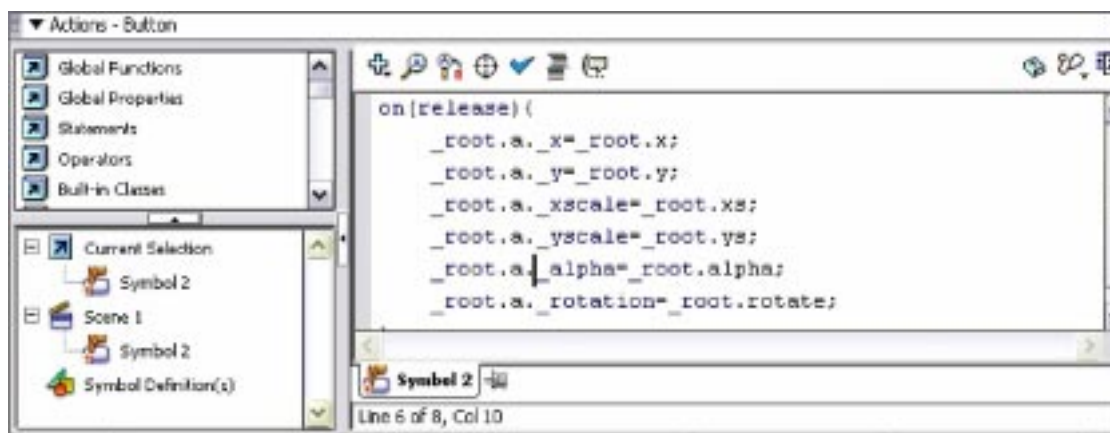 Actions - Button
Global Functions
Global Properties
Statements
Operators
Built-in Classes
Current Selection
Symbol 2
Scene 1
Symbol 2
Symbol Definition(s)
on(release){
_root.a._x=_root.x;
_root.a._y=_root.y;
_root.a._xscale=_root.xs;
_root.a._yscale=_root.ys;
_root.a._alpha=_root.alpha;
_root.a._rotation=_root.rotate;
Symbol 2
Line 6 of 8, Col 10